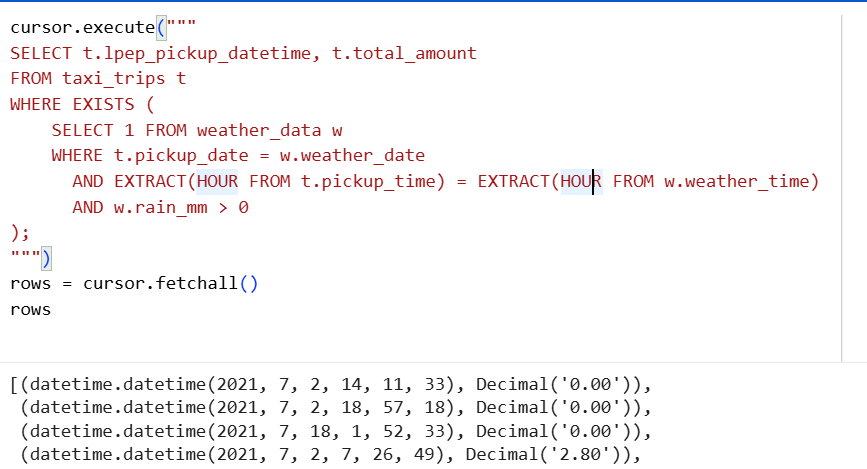 cursor.execute("""
SELECT t.lpep_pickup_datetime, t.total_amount
FROM taxi_trips t
WHERE EXISTS (
    SELECT 1 FROM weather_data w
    WHERE t.pickup_date = w.weather_date
      AND EXTRACT(HOUR FROM t.pickup_time) = EXTRACT(HOUR FROM w.weather_time)
      AND w.rain_mm > 0
);
""")
rows = cursor.fetchall()
rows
[(datetime.datetime(2021, 7, 2, 14, 11, 33), Decimal('0.00')),
 (datetime.datetime(2021, 7, 2, 18, 57, 18), Decimal('0.00')),
 (datetime.datetime(2021, 7, 18, 1, 52, 33), Decimal('0.00')),
 (datetime.datetime(2021, 7, 2, 7, 26, 49), Decimal('2.80')),